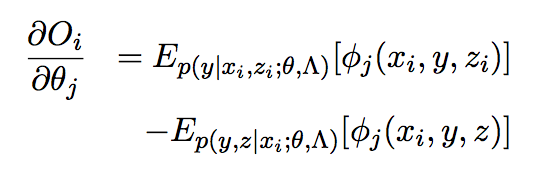 ∂O_i/∂θ_j = E_{p(y|x_i,z_i;θ,Λ)}[ϕ_j(x_i, y, z_i)]
−E_{p(y,z|x_i;θ,Λ)}[ϕ_j(x_i, y, z)]